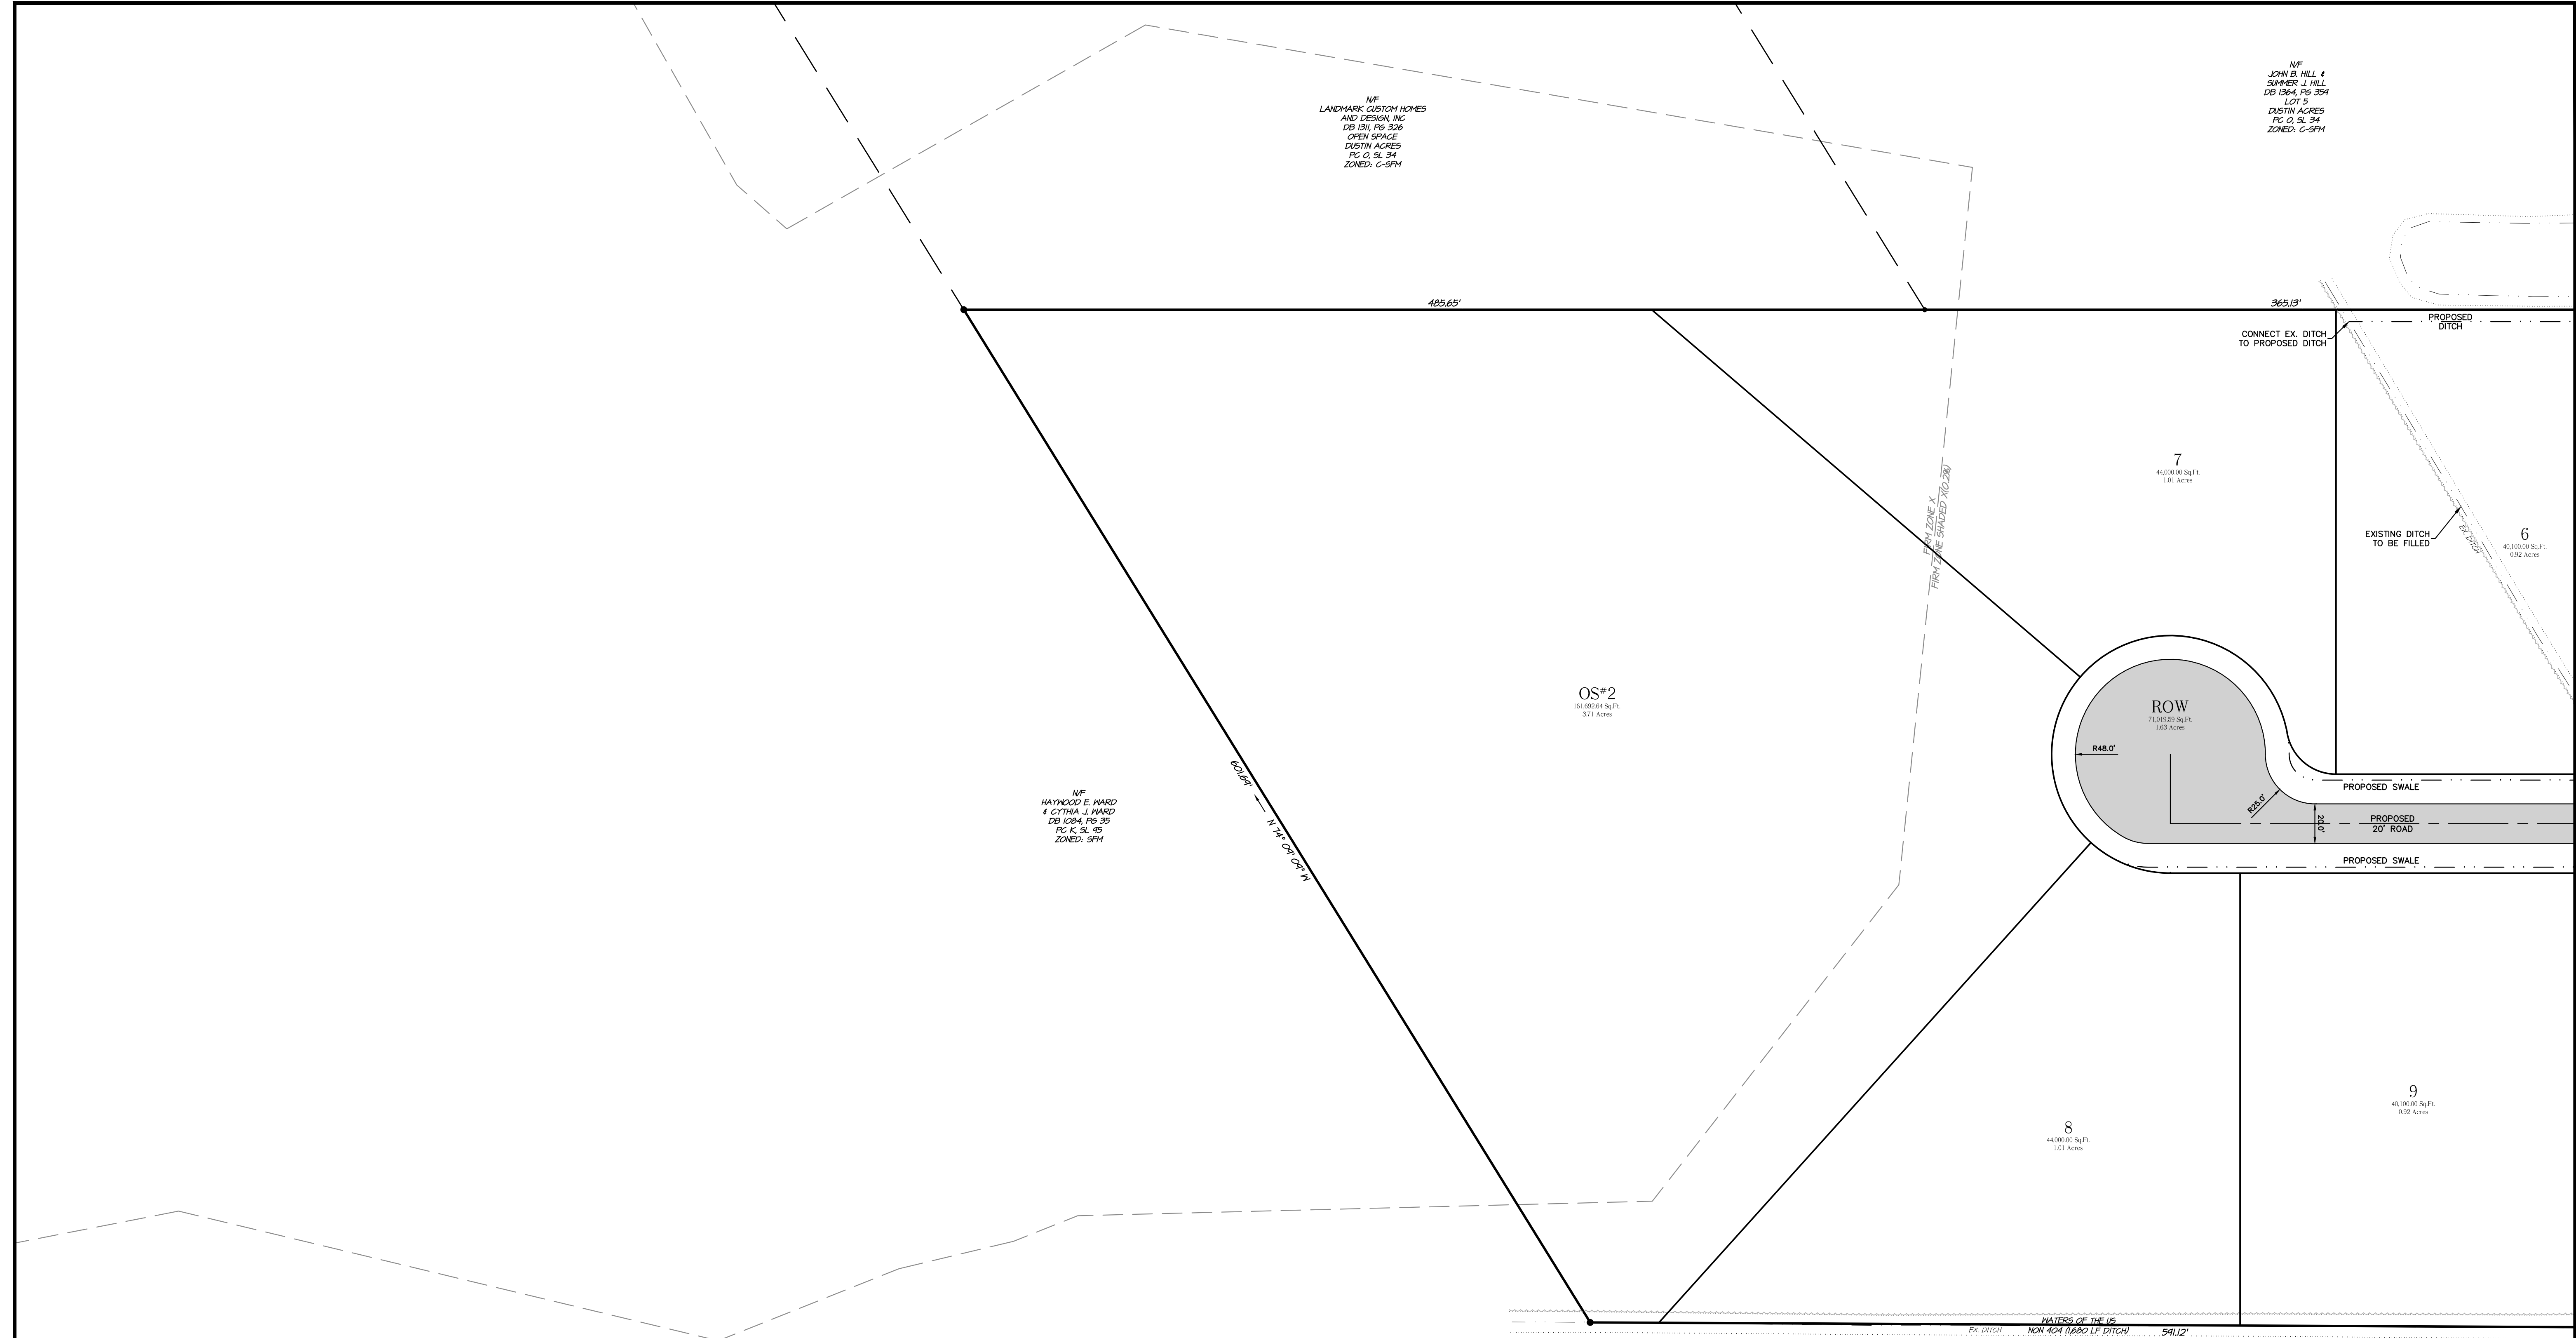 N/F
JOHN B. HILL &
SUMMER J. HILL
DB 1364, PG 359
LOT 5
DUSTIN ACRES
PC O, SL 34
ZONED: C-SFM
N/F
LANDMARK CUSTOM HOMES
AND DESIGN, INC
DB 1311, PG 326
OPEN SPACE
DUSTIN ACRES
PC O, SL 34
ZONED: C-SFM
485.65'
365.13'
PROPOSED
DITCH
CONNECT EX. DITCH
TO PROPOSED DITCH
7
44,000.00 Sq.Ft.
1.01 Acres
FIRM ZONE X
FIRM ZONE SHADED X(0.2%)
EXISTING DITCH
TO BE FILLED
EX. DITCH
6
40,100.00 Sq.Ft.
0.92 Acres
OS#2
161,692.64 Sq.Ft.
3.71 Acres
ROW
71,019.59 Sq.Ft.
1.63 Acres
R48.0'
R25.0'
20.0'
PROPOSED SWALE
PROPOSED
20' ROAD
PROPOSED SWALE
601.69'
N 74° 09' 09" W
N/F
HAYWOOD E. WARD
& CYTHIA J. WARD
DB 1084, PG 35
PC K, SL 95
ZONED: SFM
9
40,100.00 Sq.Ft.
0.92 Acres
8
44,000.00 Sq.Ft.
1.01 Acres
WATERS OF THE US
EX. DITCH NON 404 (1,680 LF DITCH) 591.12'